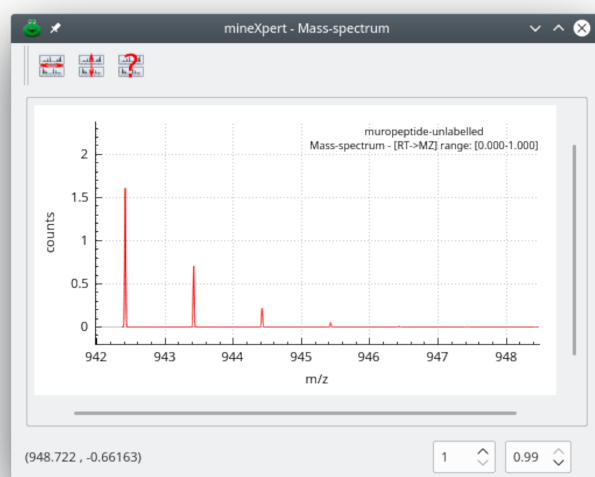 mineXpert - Mass-spectrum
?
muropeptide-unlabelled
Mass-spectrum - [RT->MZ] range: [0.000-1.000]
counts
2
1.5
1
0.5
0
942 943 944 945 946 947 948
m/z
(948.722 , -0.66163)
1
0.99